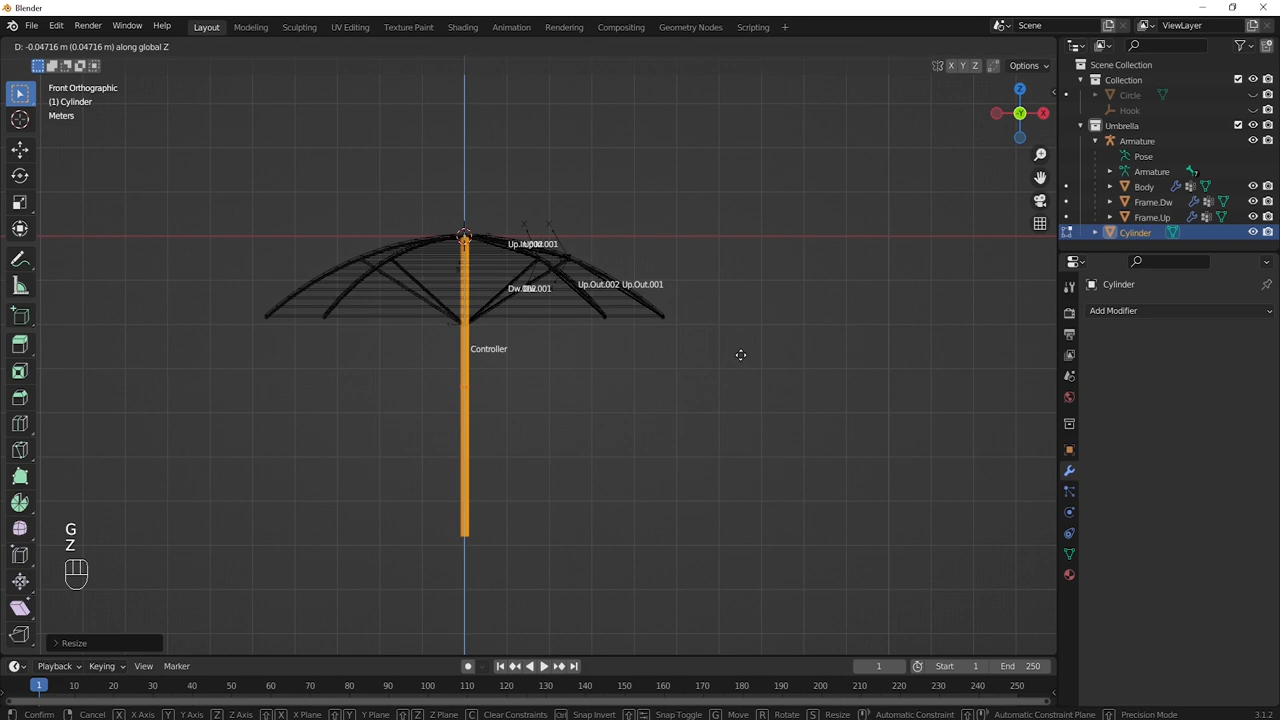 Blender
File Edit Render Window Help
Layout Modeling Sculpting UV Editing Texture Paint Shading Animation Rendering Compositing Geometry Nodes Scripting +
Scene
ViewLayer
D: -0.04716 m (0.04716 m) along global Z
X Y Z
Options
Front Orthographic
(1) Cylinder
Meters
Z
X
-Y
Up.Out.002 Up.Out.001
Controller
G
Z
Resize
Scene Collection
Collection
Circle
Hook
Umbrella
Armature
Pose
Armature
Body
Frame.Dw
Frame.Up
Cylinder
Cylinder
Add Modifier
Playback Keying View Marker
1
Start 1
End 250
1 10 20 30 40 50 60 70 80 90 100 110 120 130 140 150 160 170 180 190 200 210 220 230 240 250
Confirm Cancel X X Axis Y Y Axis Z Z Axis X X Plane Y Y Plane Z Z Plane C Clear Constraints Snap Invert Snap Toggle G Move R Rotate S Resize Automatic Constraint Automatic Constraint Plane Precision Mode
3.1.2